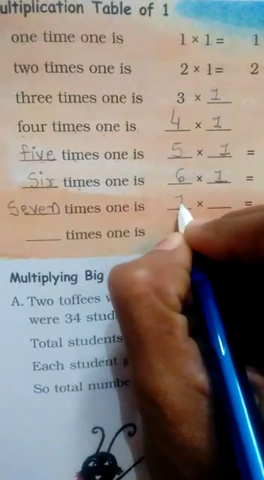 ultiplication Table of 1
one time one is 1 × 1 = 1
two times one is 2 × 1 = 2
three times one is 3 × 1
four times one is 4 × 1
five times one is 5 × 1 =
Six times one is 6 × 1 =
Seven times one is 7 × ___ =
____ times one is
Multiplying Big
A. Two toffees
were 34 stud
Total students
Each student
So total numbe